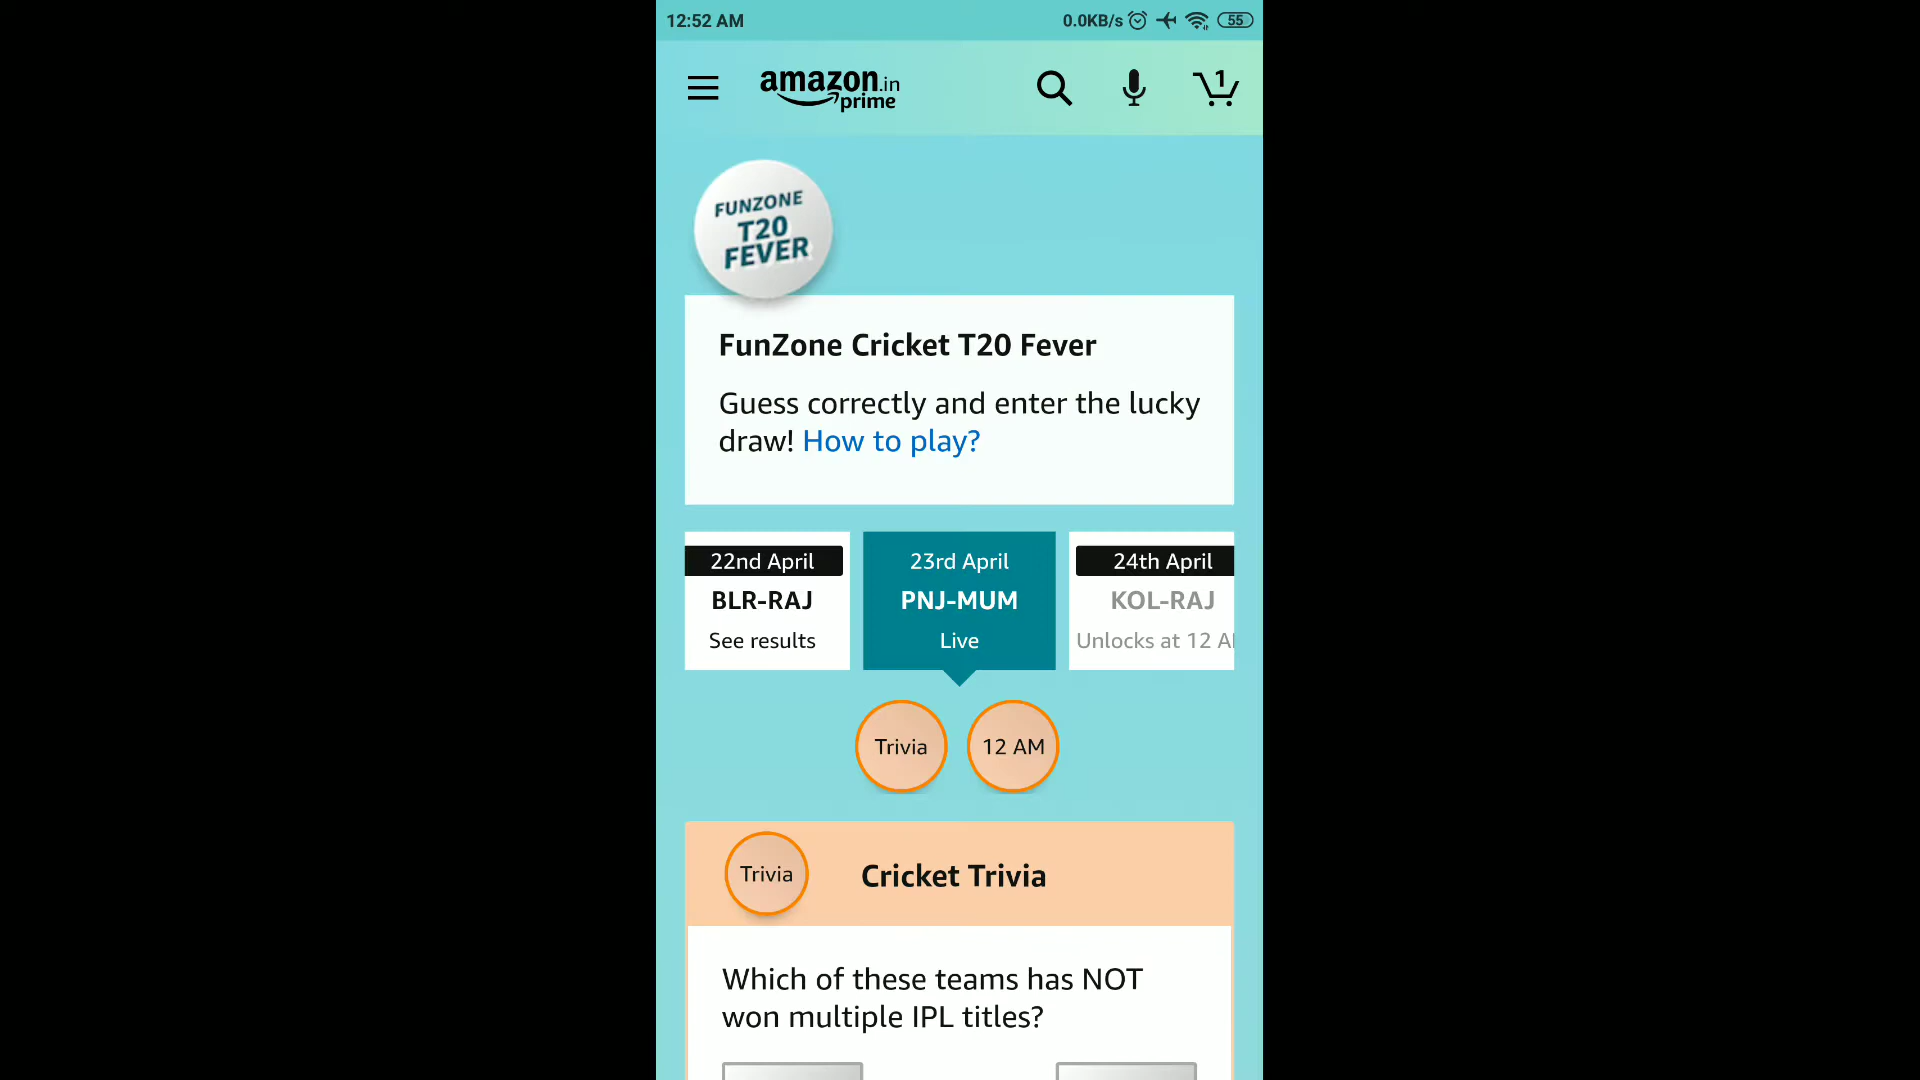 12:52 AM
0.0KB/s
55
amazon.in
prime
1
FUNZONE
T20
FEVER
FunZone Cricket T20 Fever
Guess correctly and enter the lucky
draw! How to play?
22nd April
BLR-RAJ
See results
23rd April
PNJ-MUM
Live
24th April
KOL-RAJ
Unlocks at 12 A
Trivia
12 AM
Trivia
Cricket Trivia
Which of these teams has NOT
won multiple IPL titles?